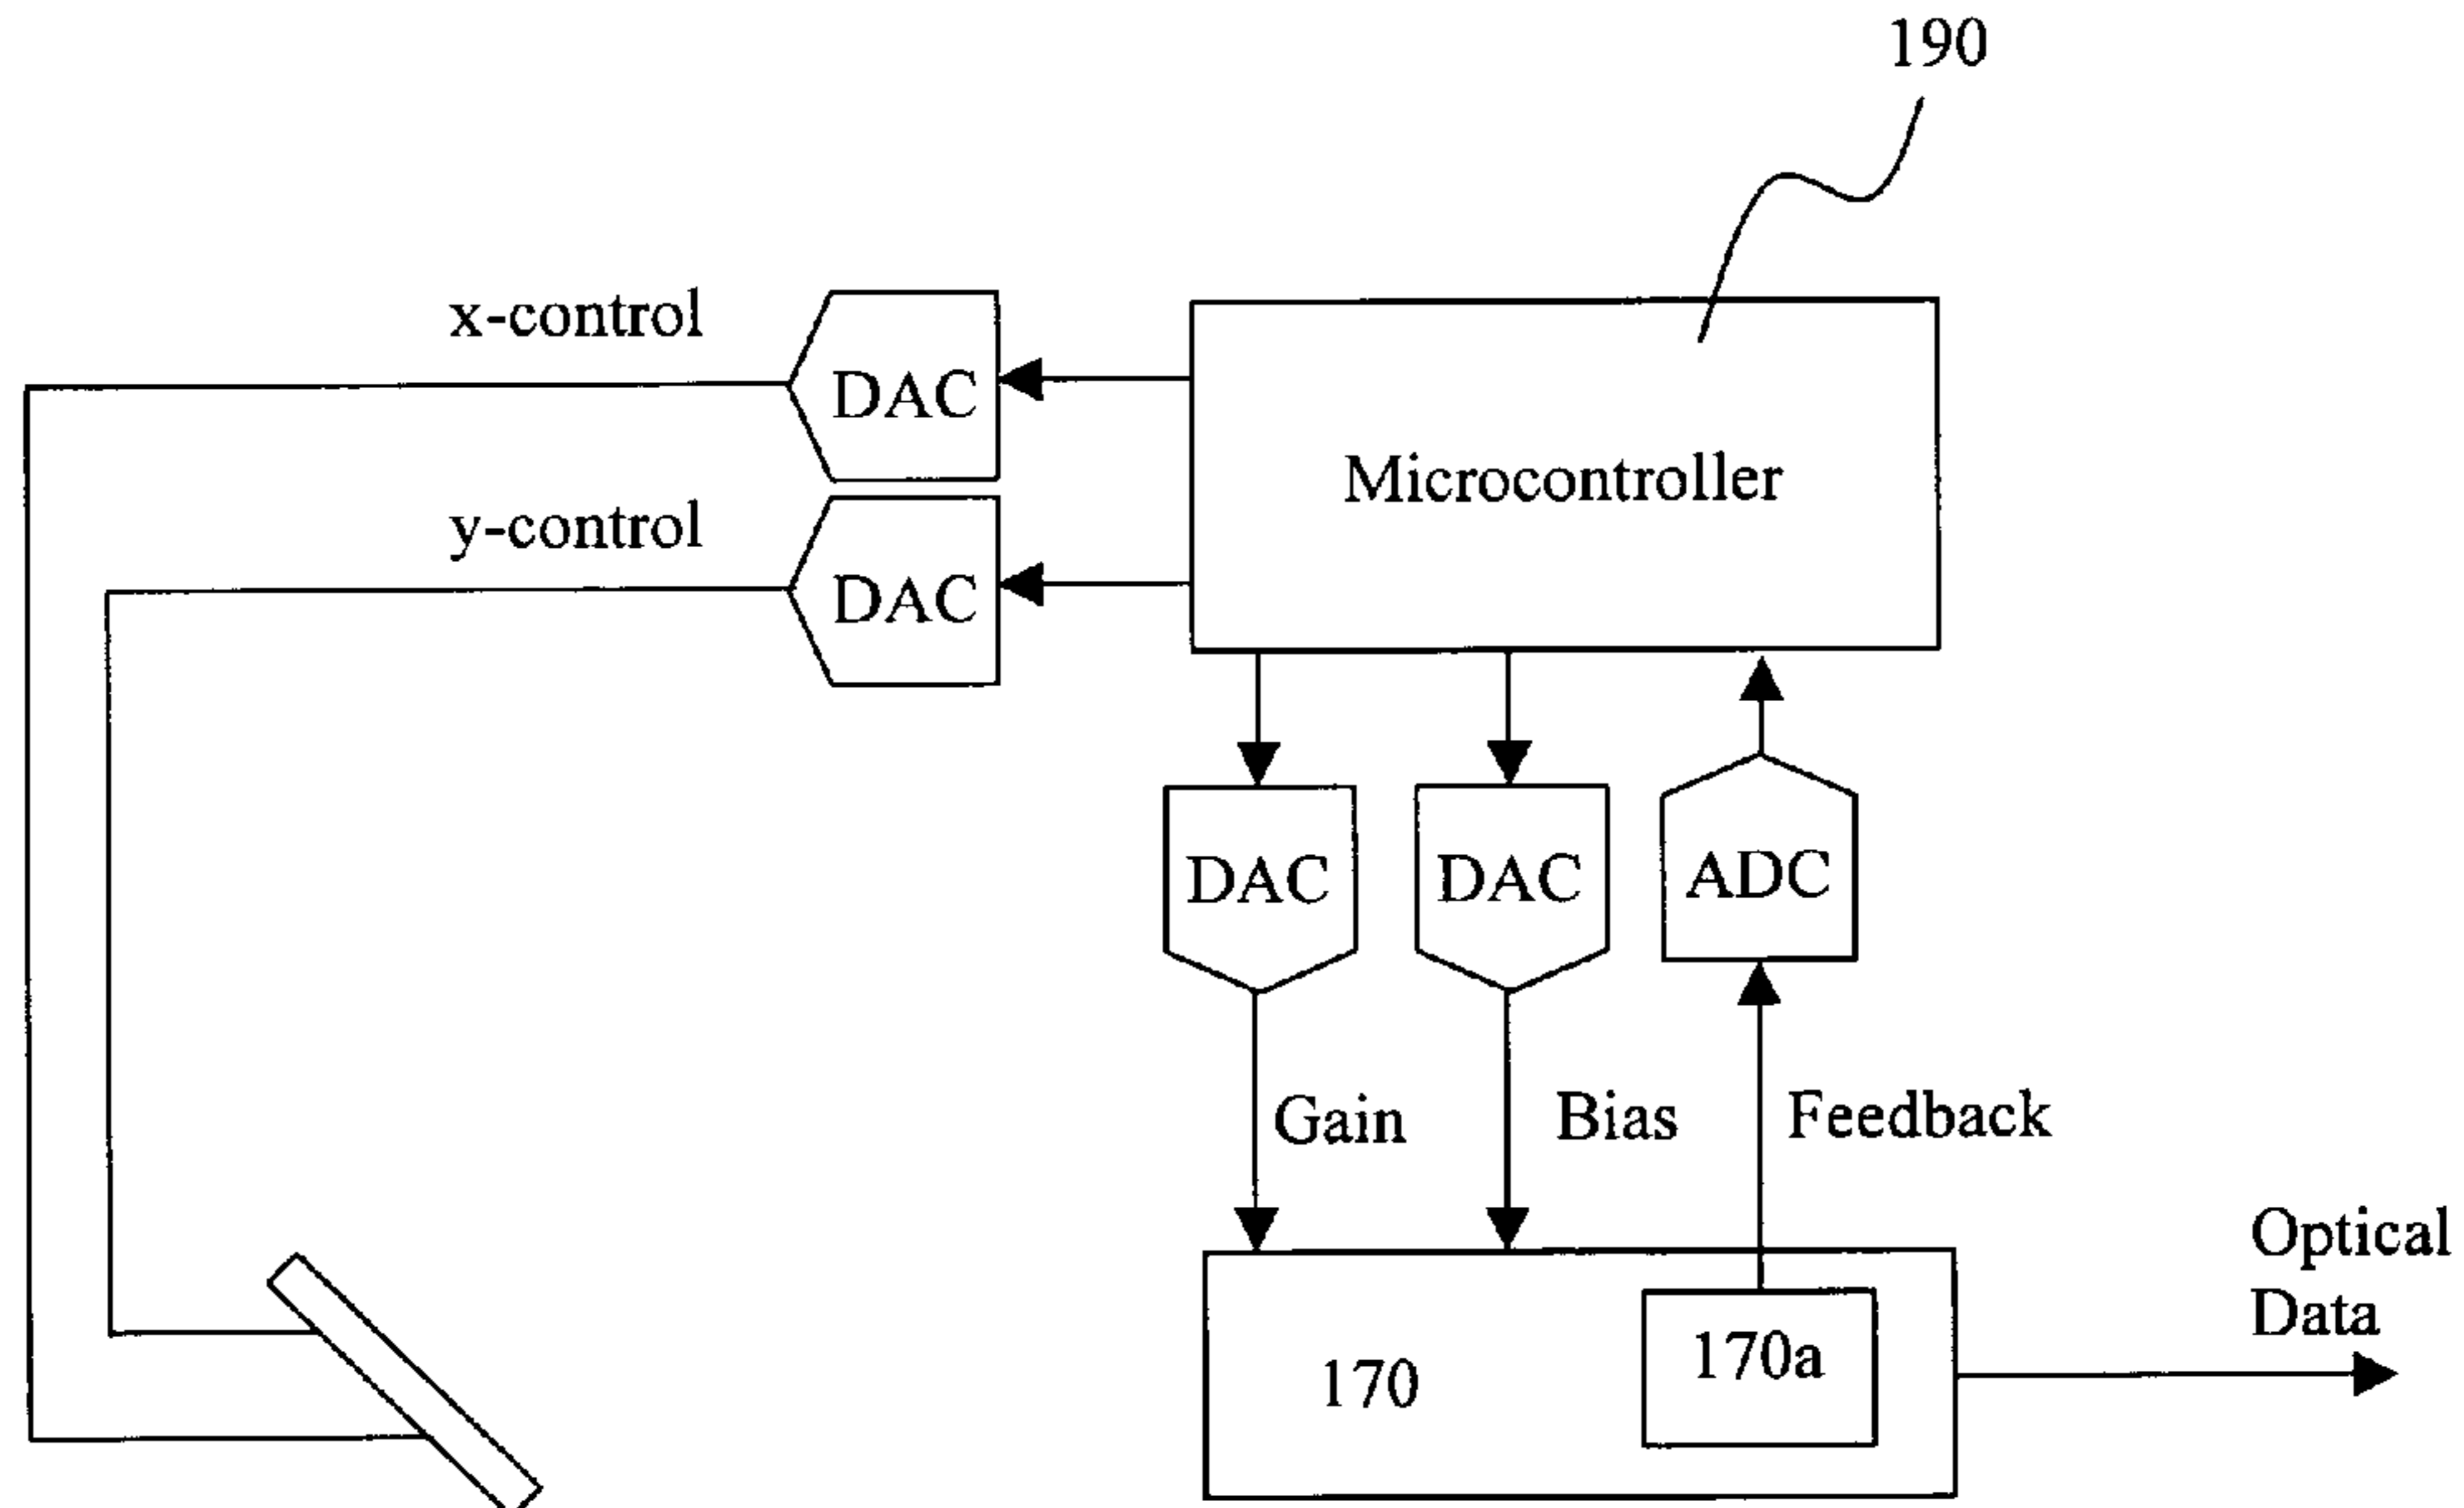 190
x-control
DAC
Microcontroller
y-control
DAC
DAC
DAC
ADC
Gain
Bias
Feedback
Optical
Data
170
170a